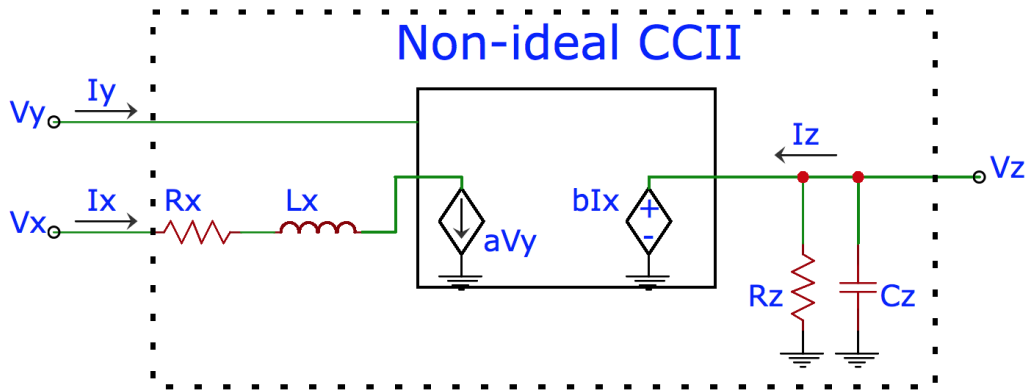 Non-ideal CCII
Iy
Vy
Iz
Vz
Ix
Rx
Lx
bIx
+
-
Vx
aVy
Rz
Cz